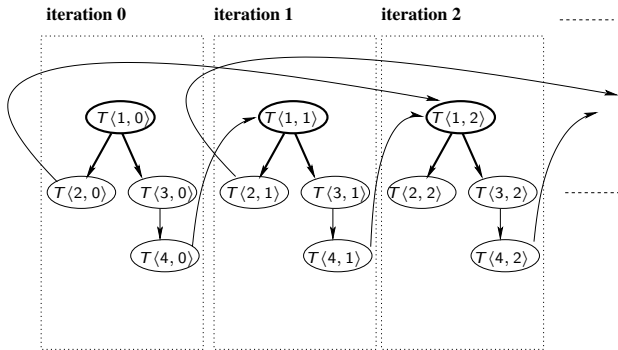 iteration 0 iteration 1 iteration 2
T⟨1, 0⟩ T⟨1, 1⟩ T⟨1, 2⟩
T⟨2, 0⟩ T⟨3, 0⟩ T⟨2, 1⟩ T⟨3, 1⟩ T⟨2, 2⟩ T⟨3, 2⟩
T⟨4, 0⟩ T⟨4, 1⟩ T⟨4, 2⟩